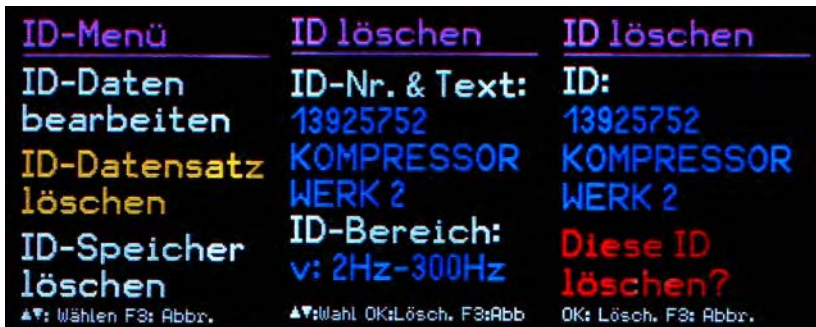 ID-Menü
ID-Daten
bearbeiten
ID-Datensatz
löschen
ID-Speicher
löschen
▲▼: Wählen F3: Abbr.
ID löschen
ID-Nr. & Text:
13925752
KOMPRESSOR
WERK 2
ID-Bereich:
v: 2Hz-300Hz
▲▼:Wahl OK:Lösch. F3:Abb
ID löschen
ID:
13925752
KOMPRESSOR
WERK 2
Diese ID
löschen?
OK: Lösch. F3: Abbr.